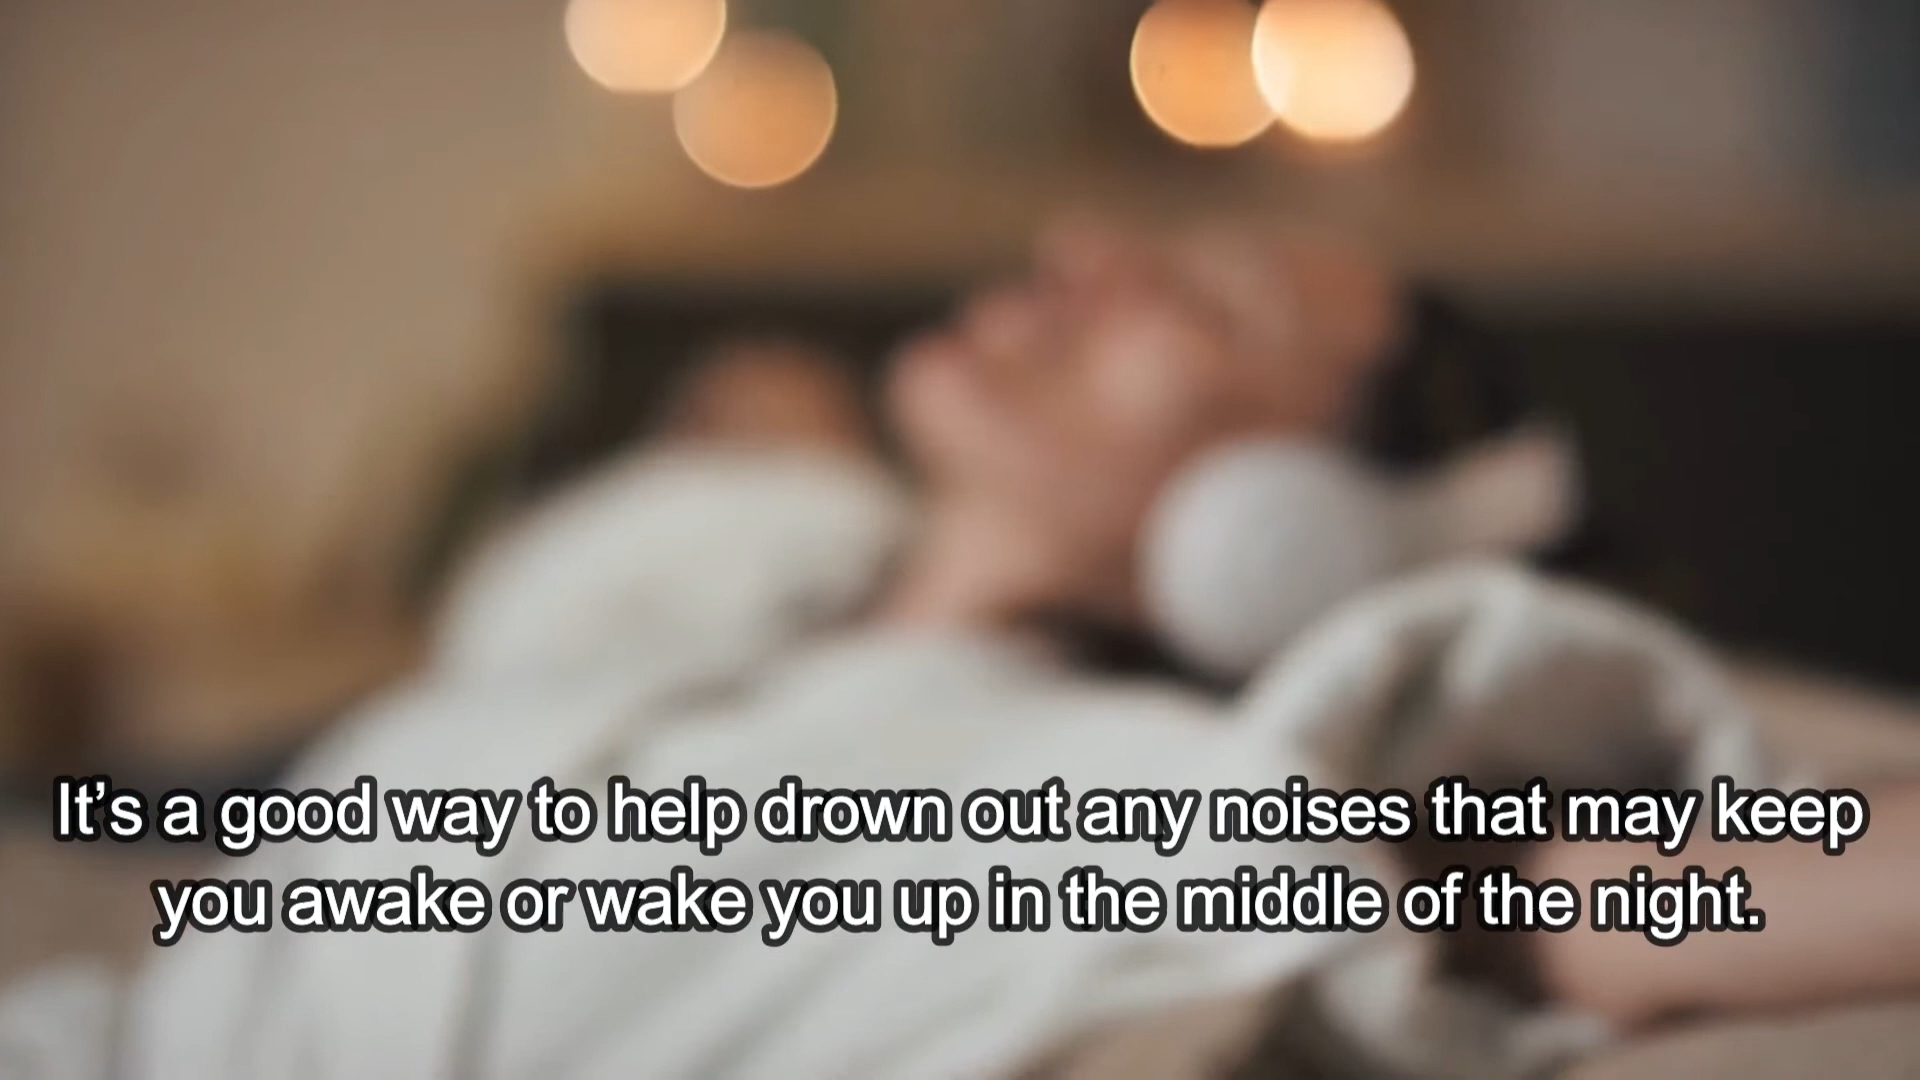 It’s a good way to help drown out any noises that may keep
you awake or wake you up in the middle of the night.